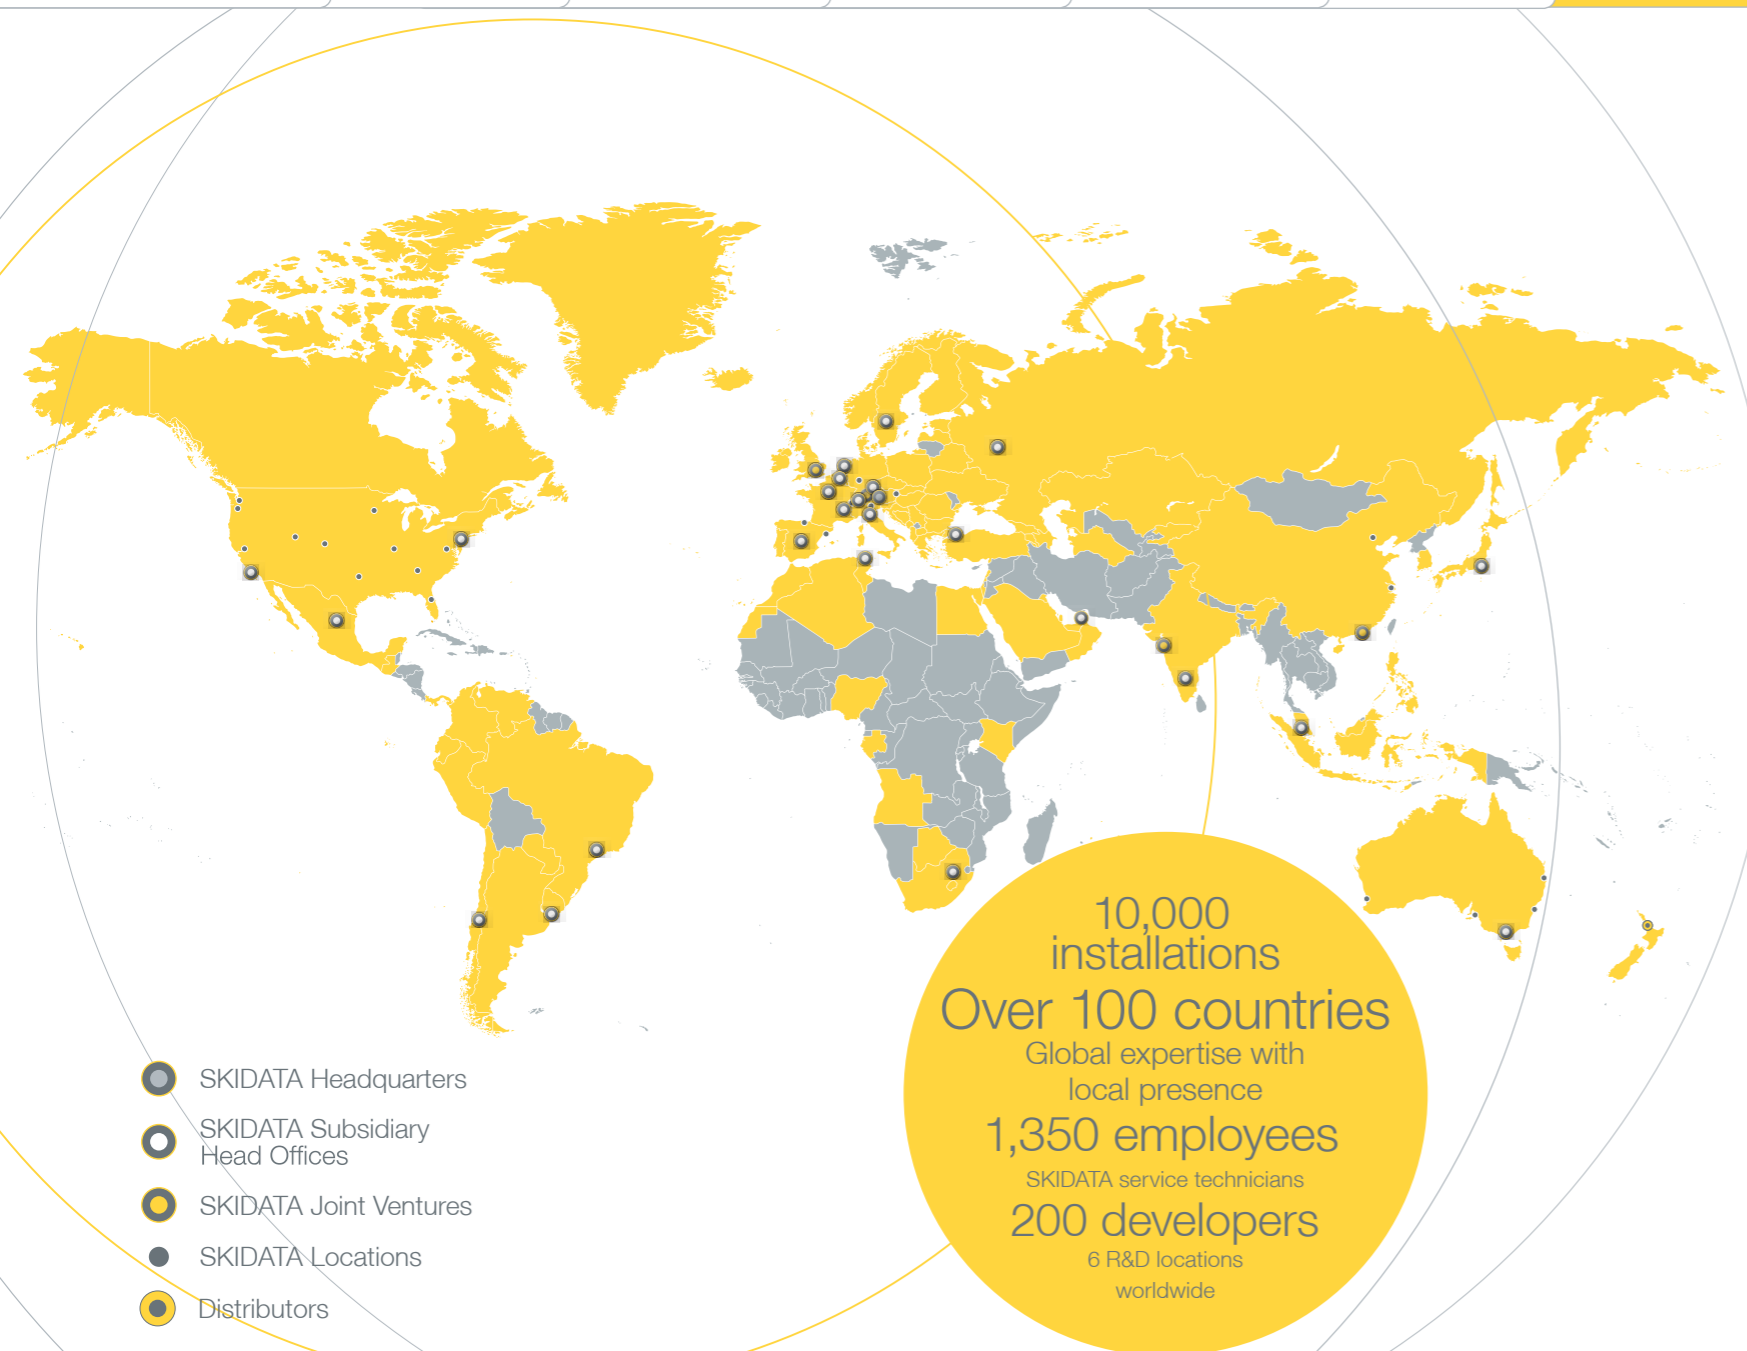 10,000
installations
Over 100 countries
Global expertise with
local presence
1,350 employees
SKIDATA service technicians
200 developers
6 R&D locations
worldwide
SKIDATA Headquarters
SKIDATA Subsidiary
Head Offices
SKIDATA Joint Ventures
SKIDATA Locations
Distributors